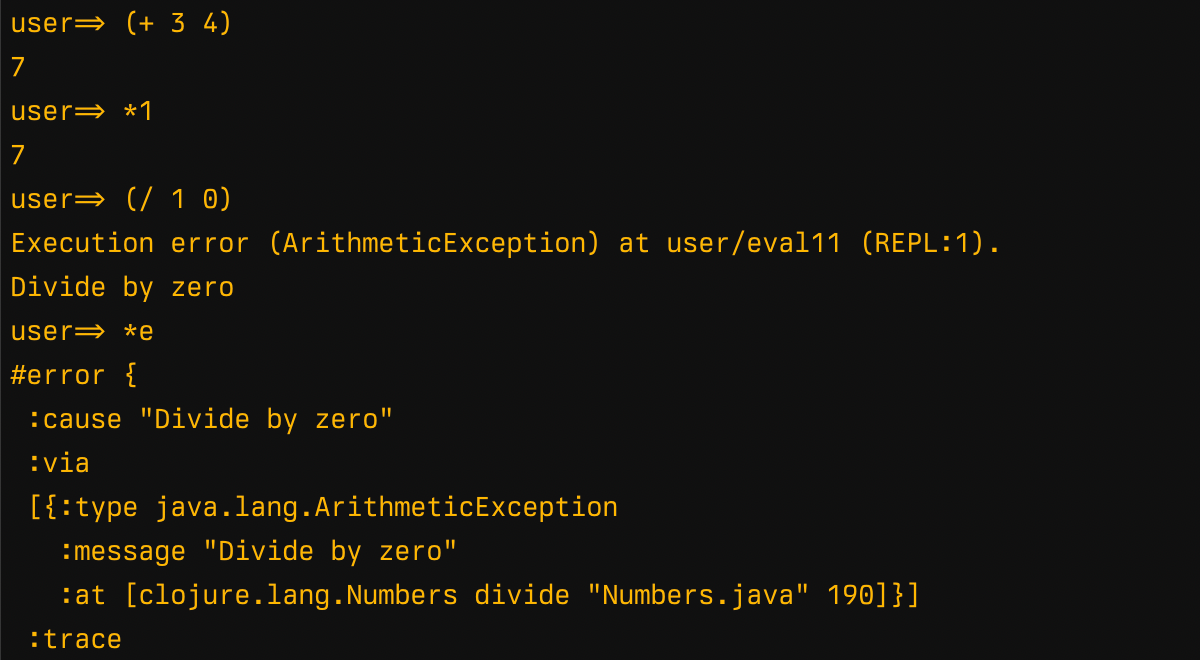 user=> (+ 3 4)
7
user=> *1
7
user=> (/ 1 0)
Execution error (ArithmeticException) at user/eval11 (REPL:1).
Divide by zero
user=> *e
#error {
 :cause "Divide by zero"
 :via
 [{:type java.lang.ArithmeticException
   :message "Divide by zero"
   :at [clojure.lang.Numbers divide "Numbers.java" 190]}]
 :trace